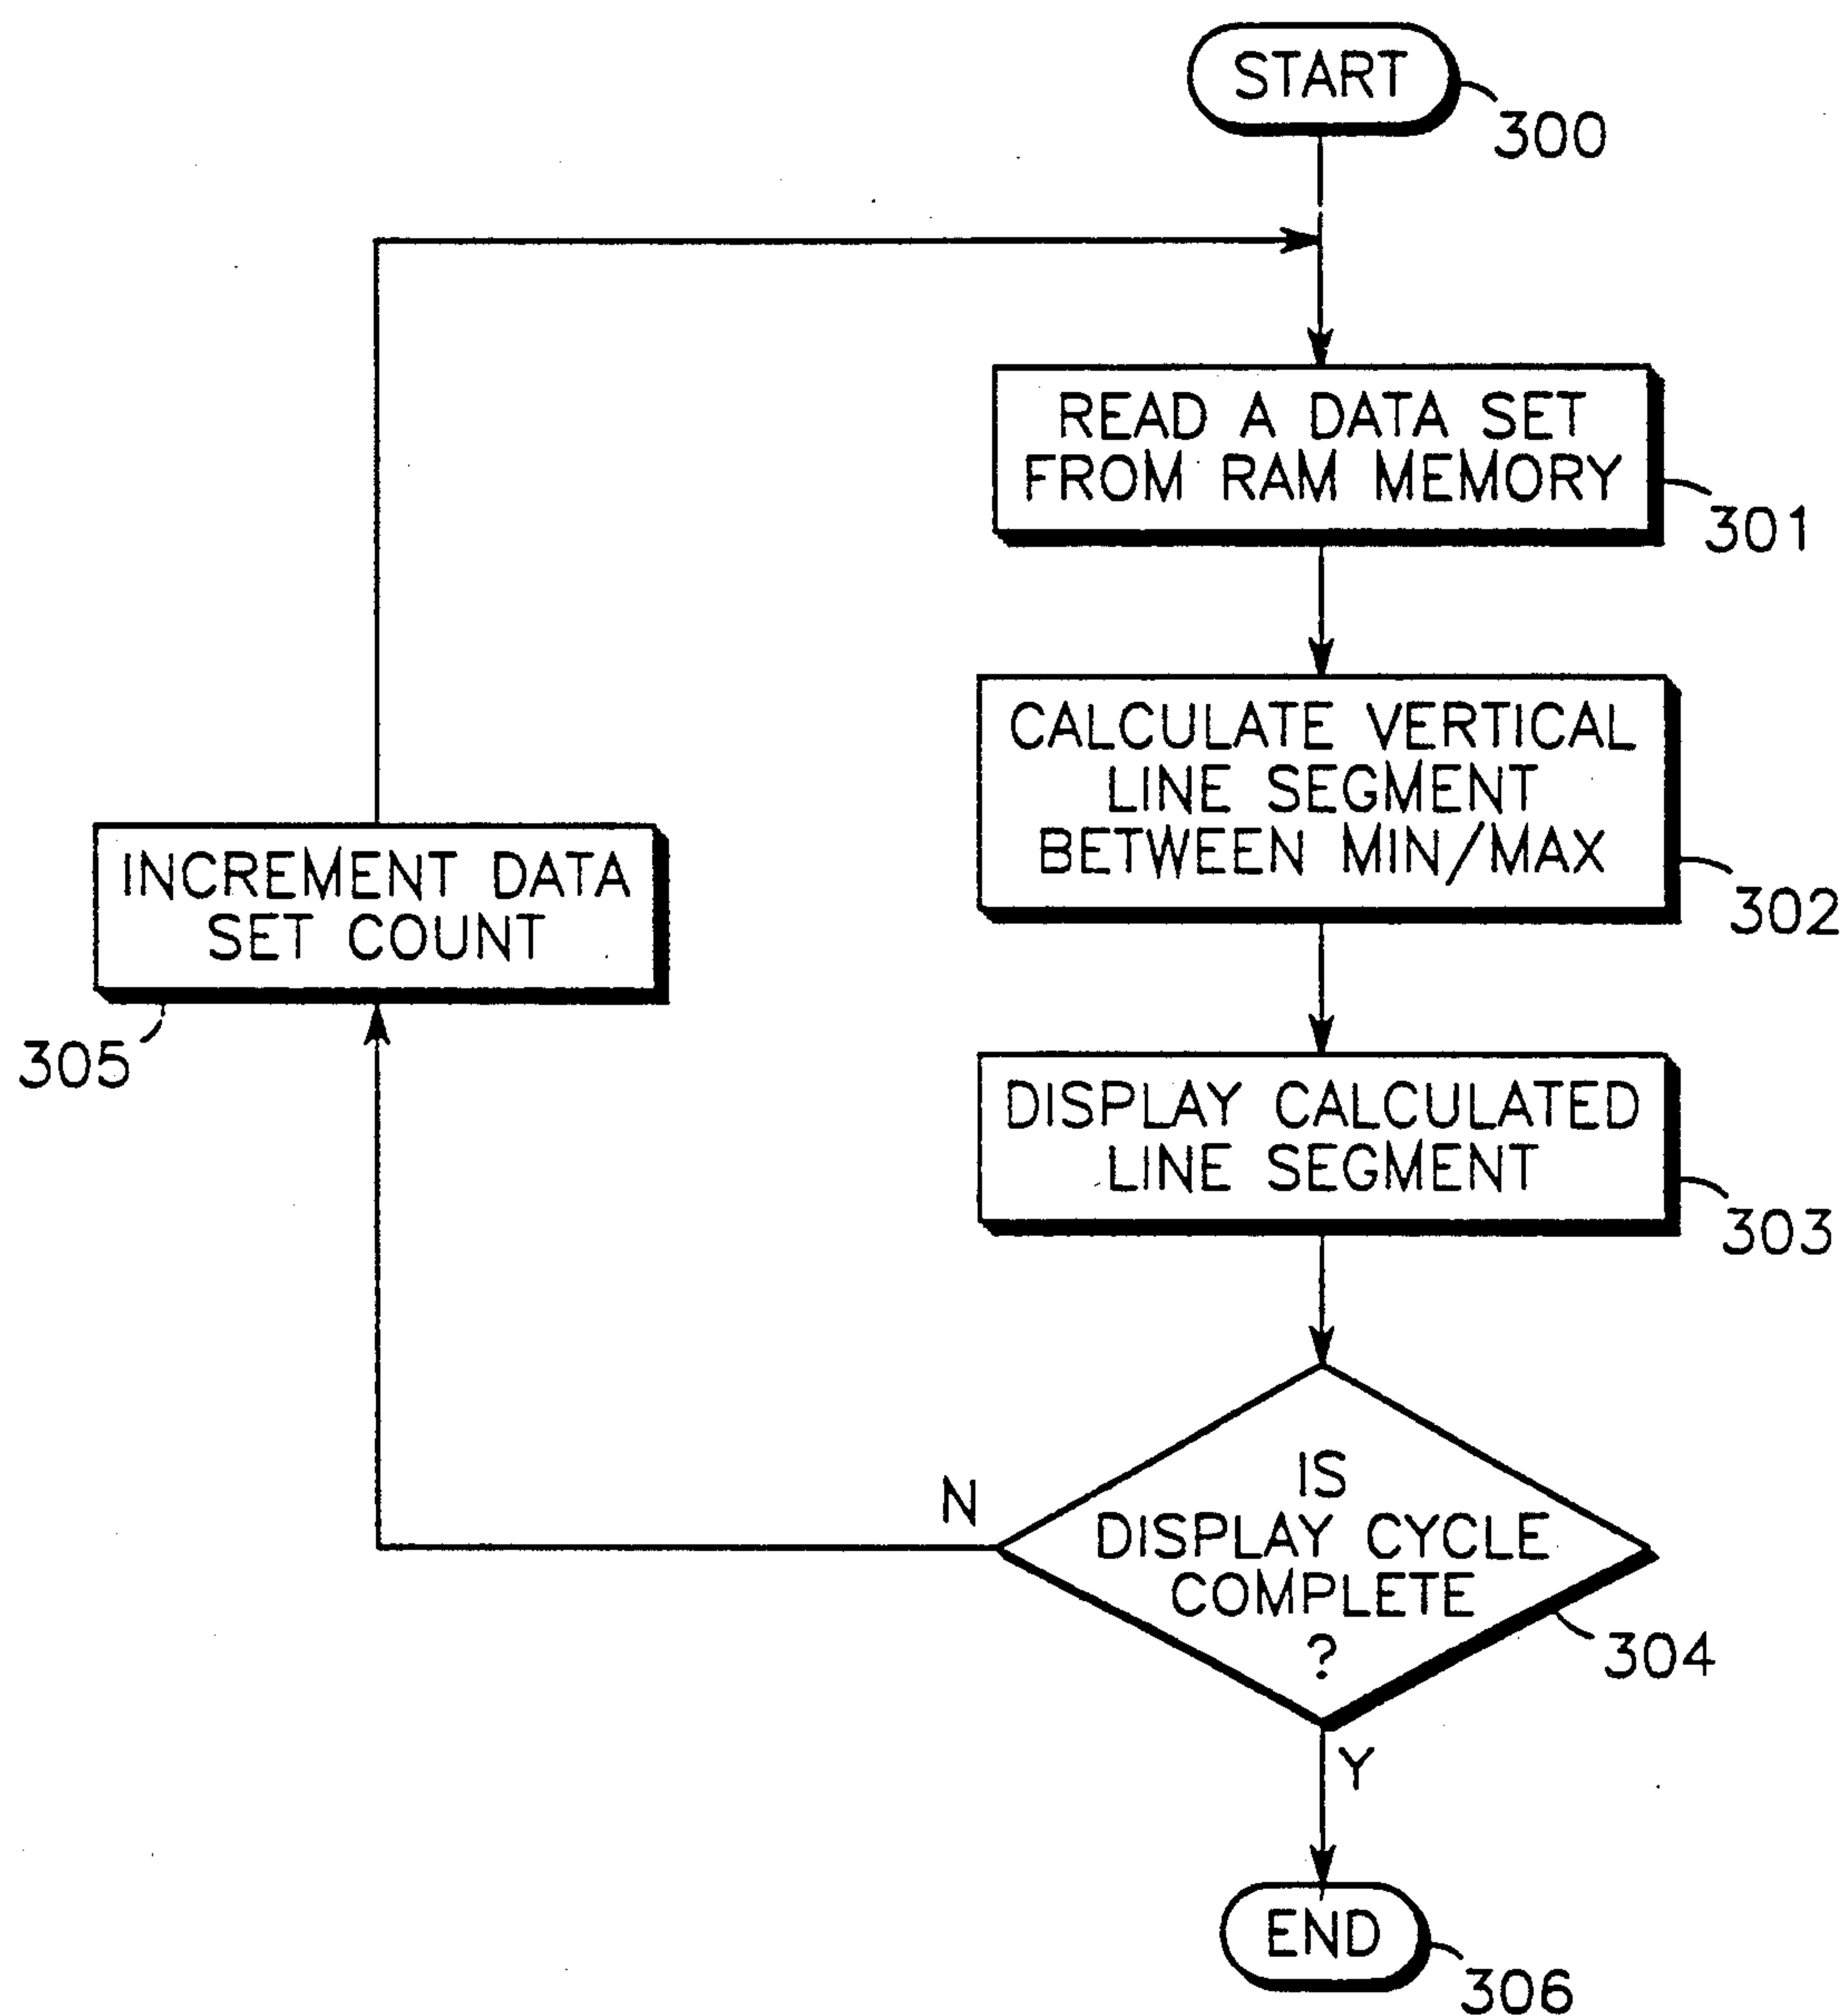 START
300
READ A DATA SET
FROM RAM MEMORY
301
CALCULATE VERTICAL
LINE SEGMENT
BETWEEN MIN/MAX
302
INCREMENT DATA
SET COUNT
305
DISPLAY CALCULATED
LINE SEGMENT
303
N
IS
DISPLAY CYCLE
COMPLETE
?
304
Y
END
306